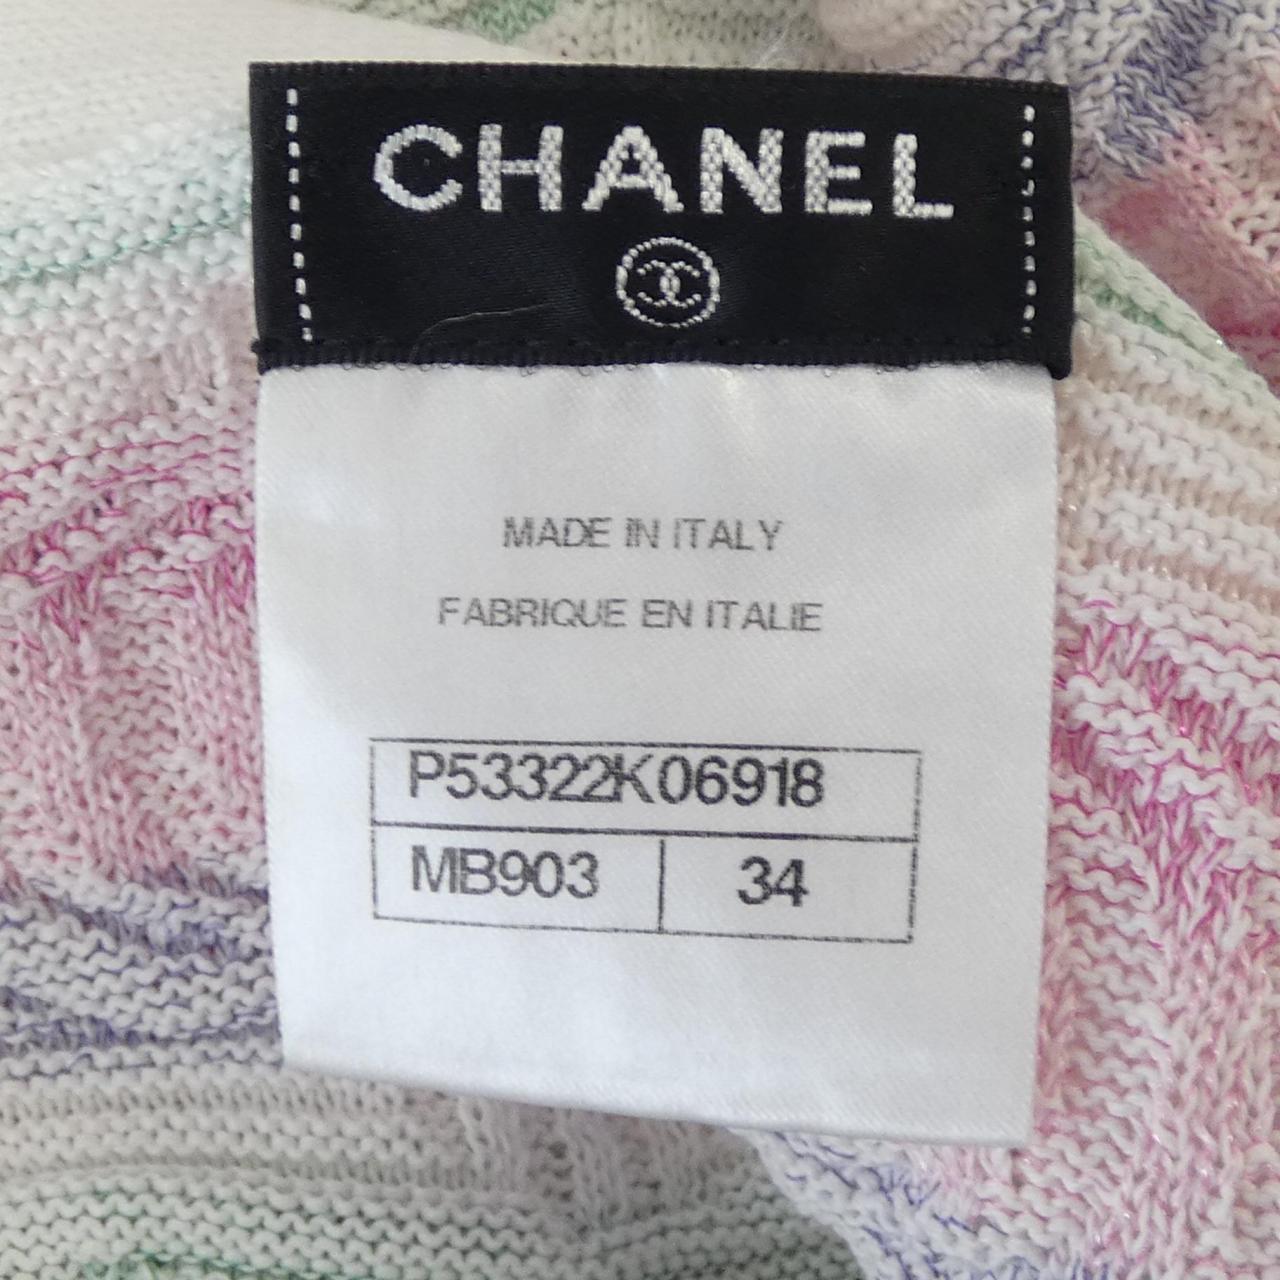 CHANEL
MADE IN ITALY
FABRIQUE EN ITALIE
P53322K06918
MB903 34